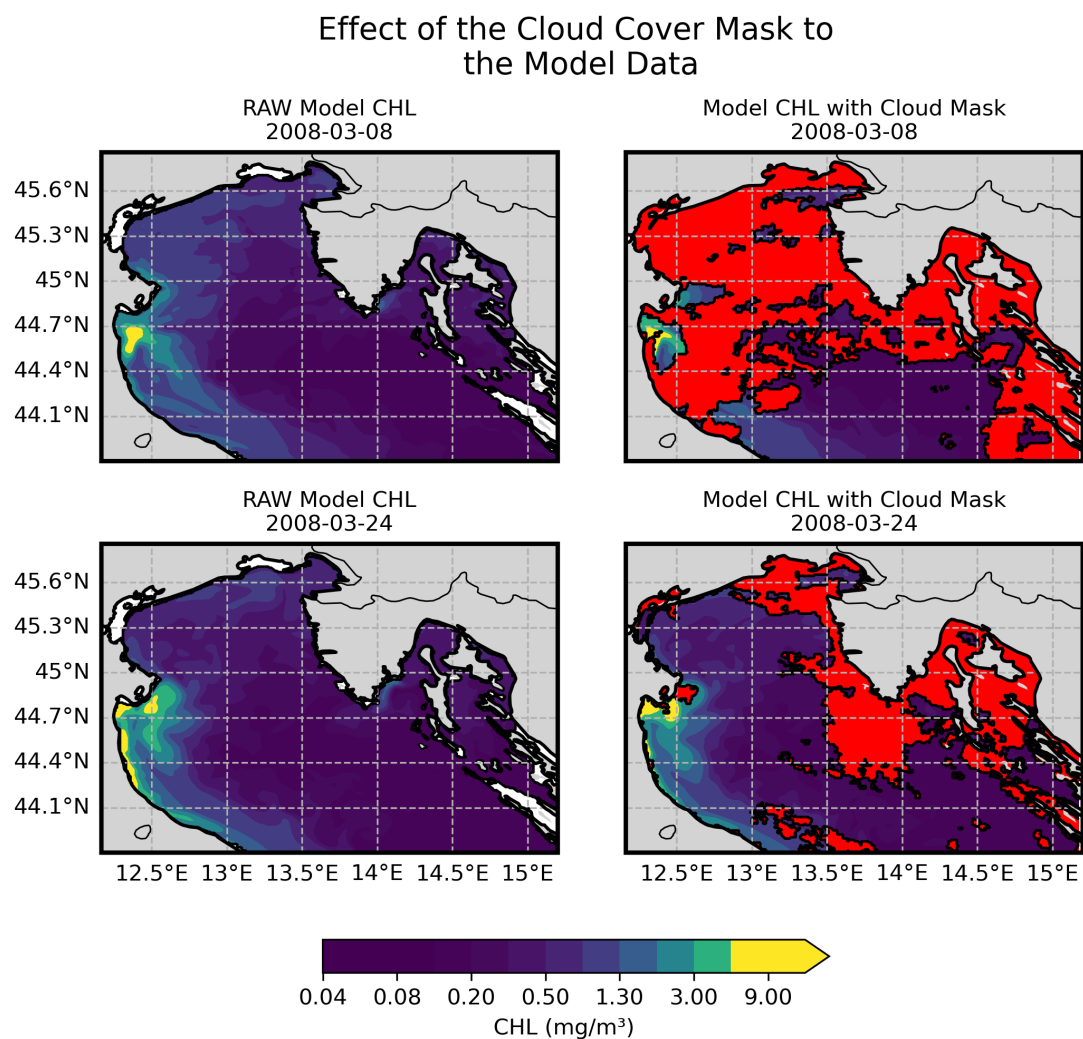 Effect of the Cloud Cover Mask to
the Model Data
RAW Model CHL
2008-03-08
Model CHL with Cloud Mask
2008-03-08
45.6°N
45.3°N
45°N
44.7°N
44.4°N
44.1°N
RAW Model CHL
2008-03-24
Model CHL with Cloud Mask
2008-03-24
45.6°N
45.3°N
45°N
44.7°N
44.4°N
44.1°N
12.5°E 13°E 13.5°E 14°E 14.5°E 15°E
12.5°E 13°E 13.5°E 14°E 14.5°E 15°E
0.04 0.08 0.20 0.50 1.30 3.00 9.00
CHL (mg/m³)